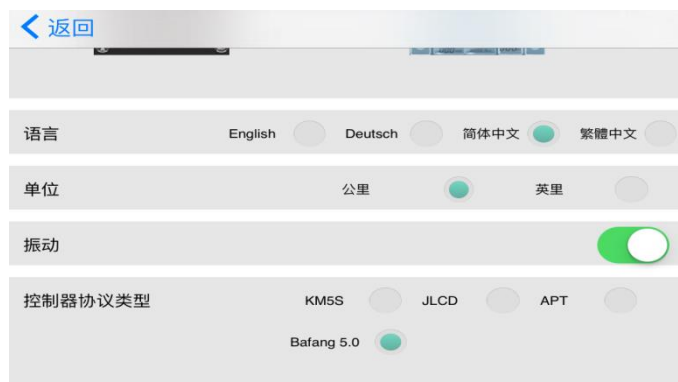 返回
语言 English Deutsch 简体中文 繁體中文
单位 公里 英里
振动
控制器协议类型 KM5S JLCD APT
Bafang 5.0